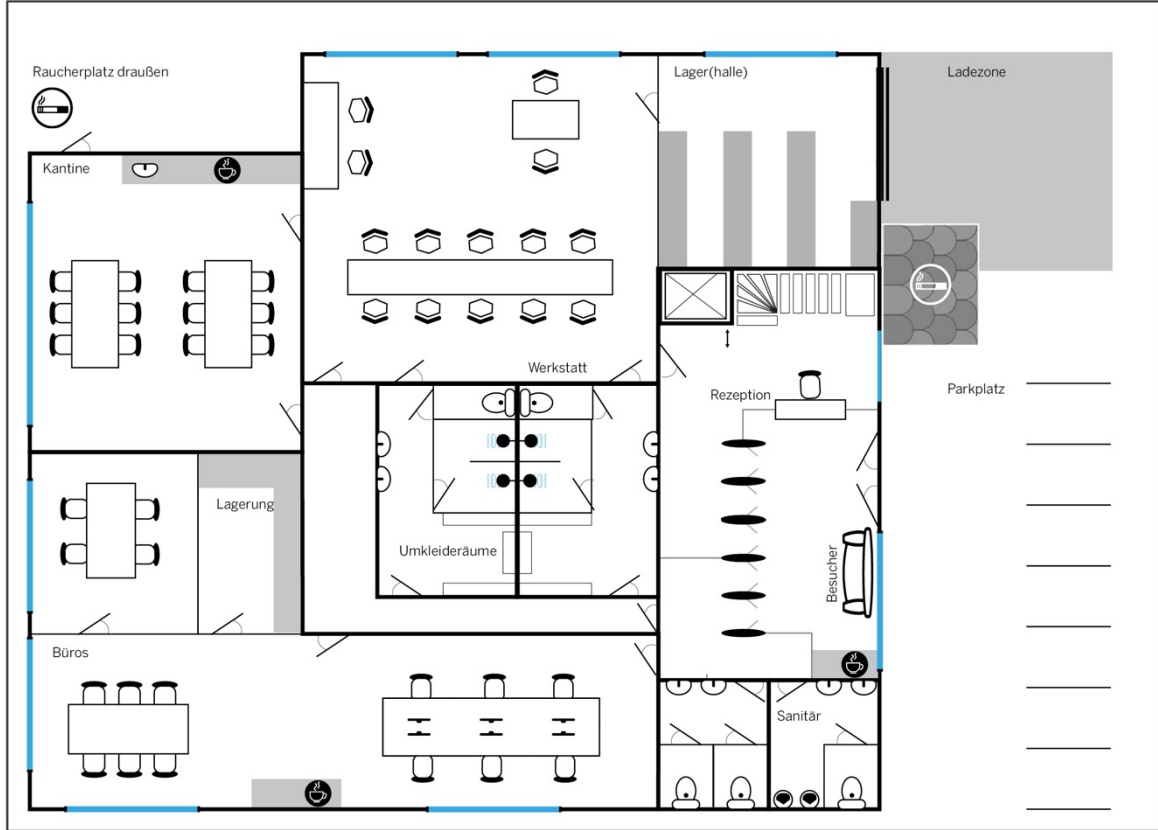 Raucherplatz draußen
Lager(halle)
Ladezone
Kantine
Werkstatt
Rezeption
Parkplatz
Lagerung
Umkleideräume
Besucher
Büros
Sanitär